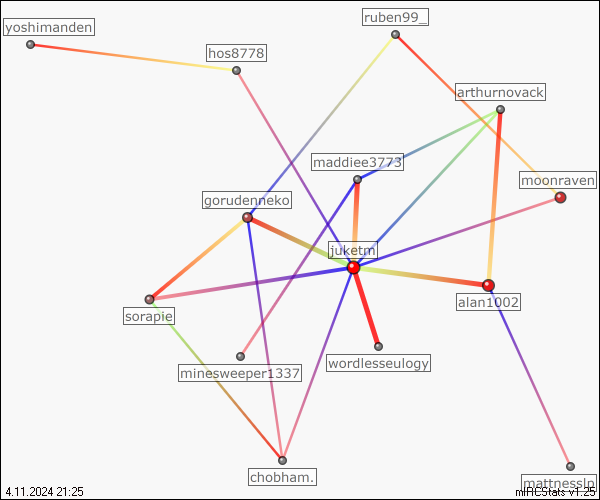 ruben99_
yoshimanden
hos8778
arthurnovack
maddiee3773
moonraven
gorudenneko
juketm
alan1002
sorapie
wordlesseulogy
minesweeper1337
chobham.
mattnesslp
4.11.2024 21:25
mIRCStats v1.25